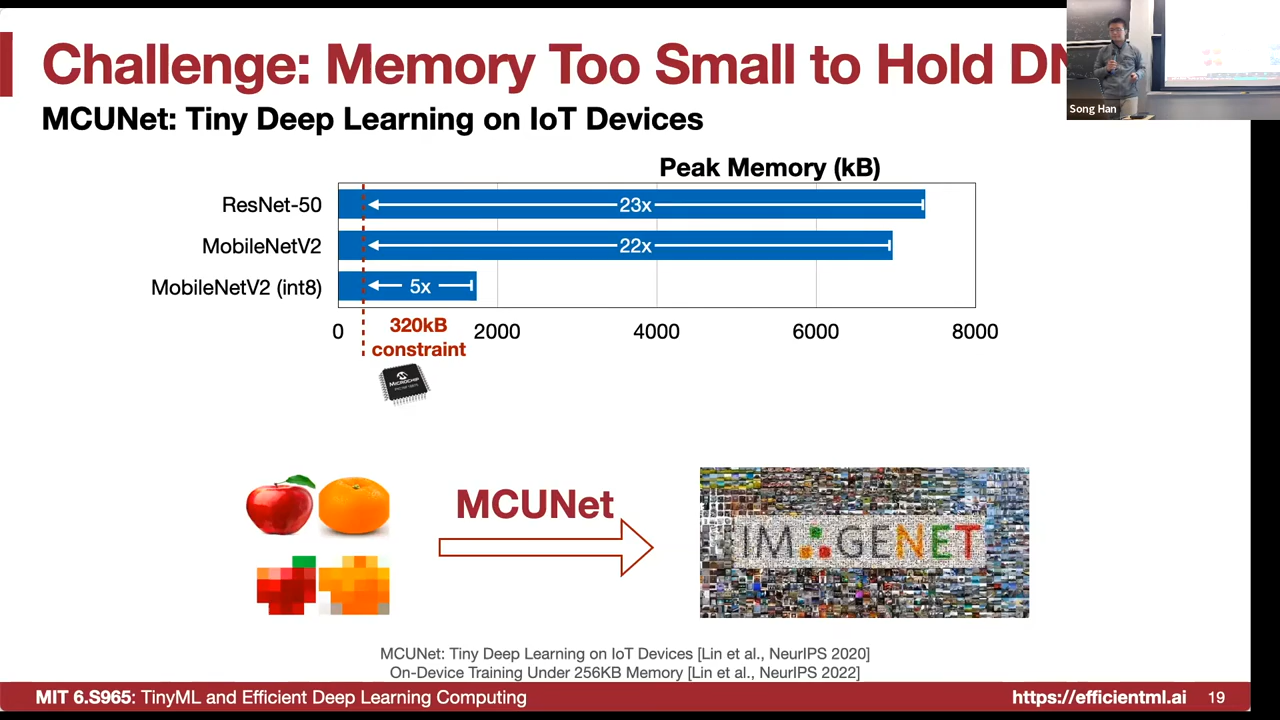 Challenge: Memory Too Small to Hold DN
Song Han
MCUNet: Tiny Deep Learning on IoT Devices
Peak Memory (kB)
ResNet-50
23x
MobileNetV2
22x
MobileNetV2 (int8)
5x
0
2000
4000
6000
8000
320kB
constraint
MICROCHIP
MCUNet
IMAGENET
MCUNet: Tiny Deep Learning on IoT Devices [Lin et al., NeurIPS 2020]
On-Device Training Under 256KB Memory [Lin et al., NeurIPS 2022]
MIT 6.S965: TinyML and Efficient Deep Learning Computing
https://efficientml.ai
19